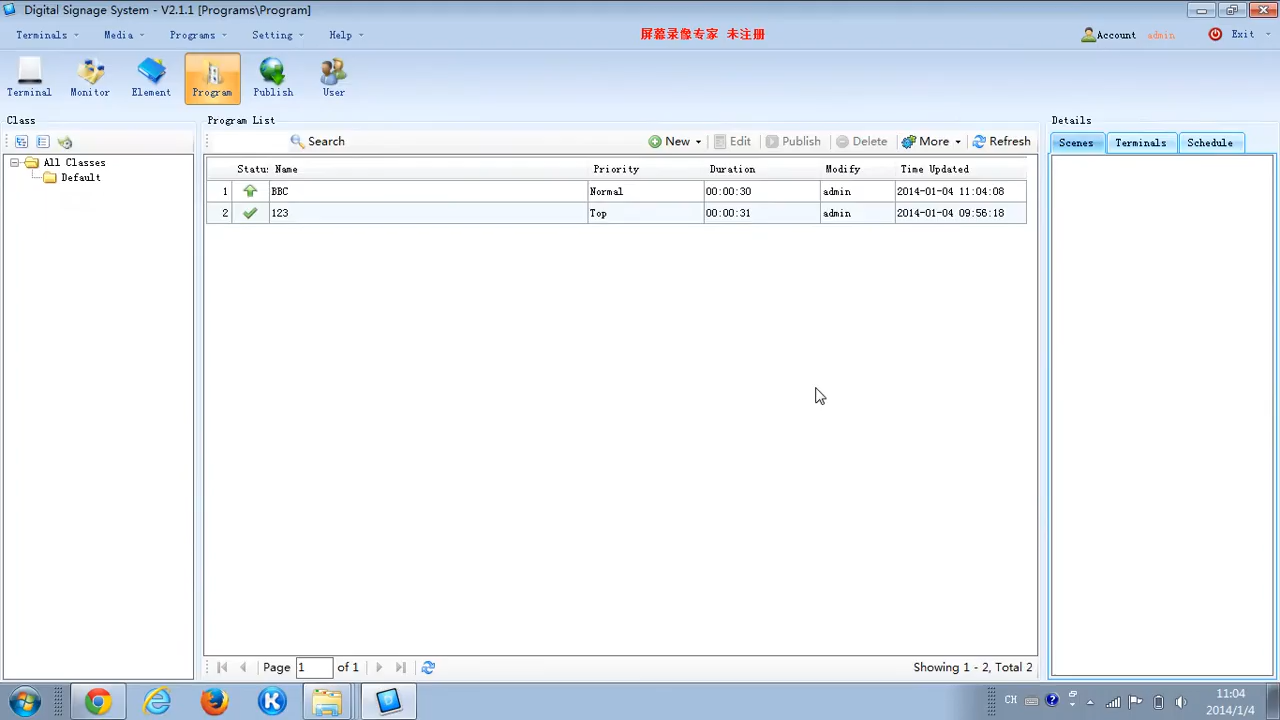 Digital Signage System - V2.1.1 [Programs\Program]
Terminals Media Programs Setting Help 屏幕录像专家 未注册 Account admin Exit
Terminal Monitor Element Program Publish User
Class Program List Details
Search New Edit Publish Delete More Refresh Scenes Terminals Schedule
All Classes
Default
Statu: Name Priority Duration Modify Time Updated
1 BBC Normal 00:00:30 admin 2014-01-04 11:04:08
2 123 Top 00:00:31 admin 2014-01-04 09:56:18
Page 1 of 1 Showing 1 - 2, Total 2
CH 11:04
2014/1/4